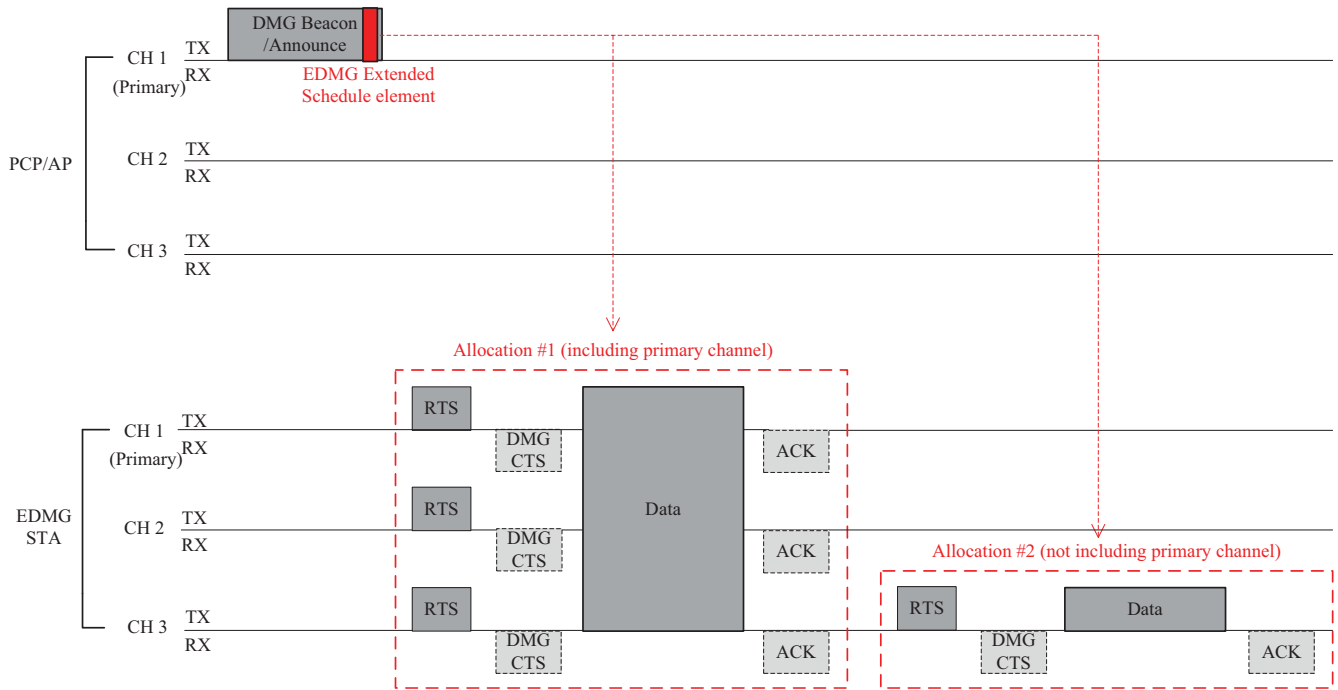 DMG Beacon
/Announce
TX
CH 1
RX
(Primary)
EDMG Extended
Schedule element
PCP/AP
TX
CH 2
RX
TX
CH 3
RX
Allocation #1 (including primary channel)
TX
CH 1
RX
(Primary)
RTS
DMG
CTS
ACK
EDMG
STA
TX
CH 2
RX
RTS
DMG
CTS
Data
ACK
Allocation #2 (not including primary channel)
TX
CH 3
RX
RTS
DMG
CTS
ACK
RTS
DMG
CTS
Data
ACK